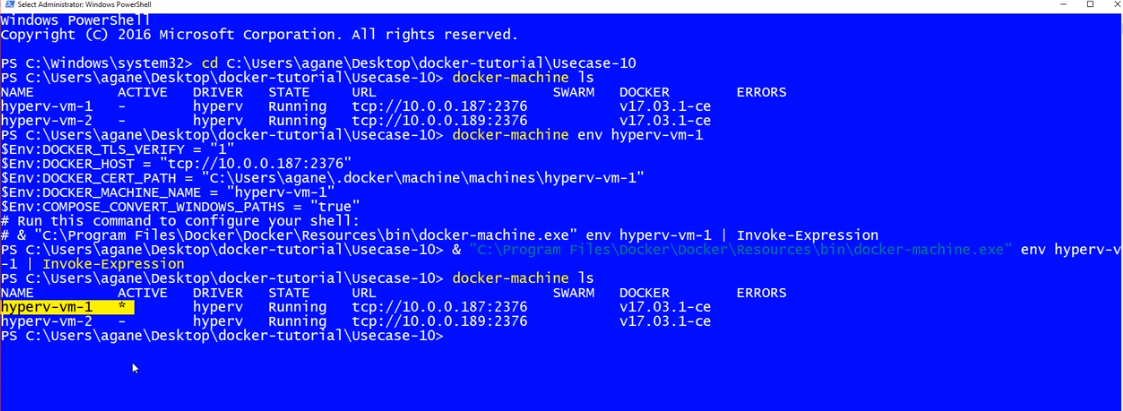 Select Administrator: Windows PowerShell
Windows PowerShell
Copyright (C) 2016 Microsoft Corporation. All rights reserved.
PS C:\Windows\system32> cd C:\Users\agane\Desktop\docker-tutorial\Usecase-10
PS C:\Users\agane\Desktop\docker-tutorial\Usecase-10> docker-machine ls
NAME ACTIVE DRIVER STATE URL SWARM DOCKER ERRORS
hyperv-vm-1 - hyperv Running tcp://10.0.0.187:2376 v17.03.1-ce
hyperv-vm-2 - hyperv Running tcp://10.0.0.189:2376 v17.03.1-ce
PS C:\Users\agane\Desktop\docker-tutorial\Usecase-10> docker-machine env hyperv-vm-1
$Env:DOCKER_TLS_VERIFY = "1"
$Env:DOCKER_HOST = "tcp://10.0.0.187:2376"
$Env:DOCKER_CERT_PATH = "C:\Users\agane\.docker\machine\machines\hyperv-vm-1"
$Env:DOCKER_MACHINE_NAME = "hyperv-vm-1"
$Env:COMPOSE_CONVERT_WINDOWS_PATHS = "true"
# Run this command to configure your shell:
# & "C:\Program Files\Docker\Docker\Resources\bin\docker-machine.exe" env hyperv-vm-1 | Invoke-Expression
PS C:\Users\agane\Desktop\docker-tutorial\Usecase-10> & "C:\Program Files\Docker\Docker\Resources\bin\docker-machine.exe" env hyperv-v
-1 | Invoke-Expression
PS C:\Users\agane\Desktop\docker-tutorial\Usecase-10> docker-machine ls
NAME ACTIVE DRIVER STATE URL SWARM DOCKER ERRORS
hyperv-vm-1 * hyperv Running tcp://10.0.0.187:2376 v17.03.1-ce
hyperv-vm-2 - hyperv Running tcp://10.0.0.189:2376 v17.03.1-ce
PS C:\Users\agane\Desktop\docker-tutorial\Usecase-10>